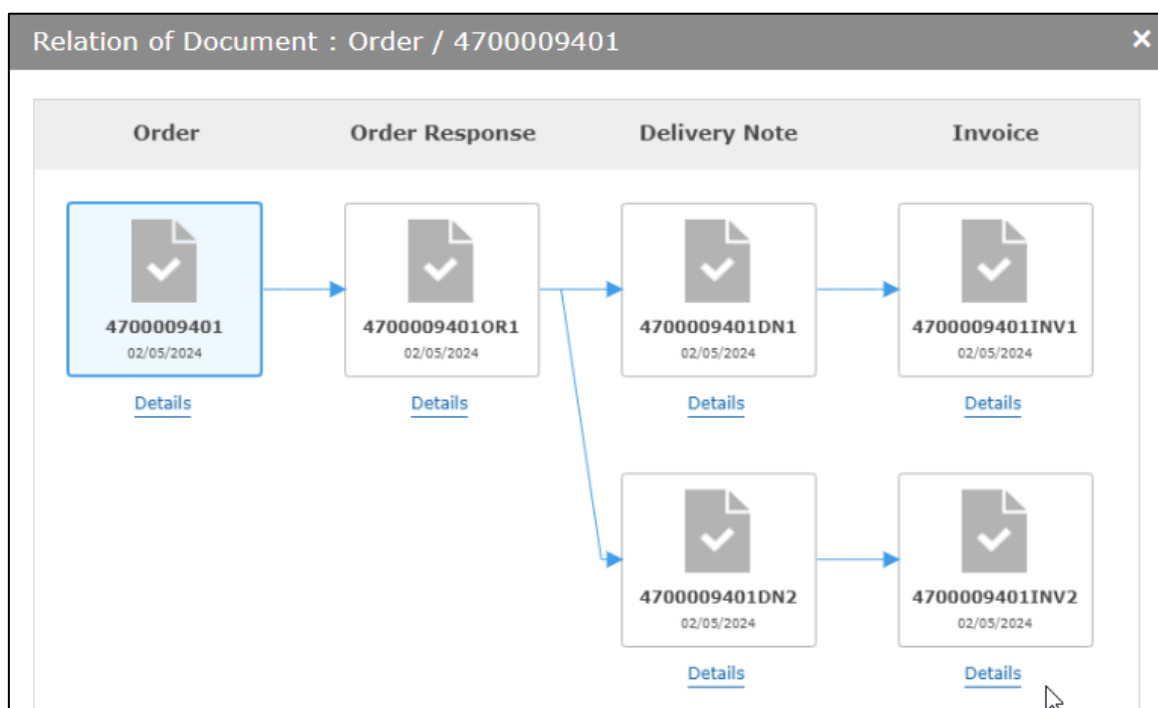 Relation of Document : Order / 4700009401 ×
Order Order Response Delivery Note Invoice
4700009401 4700009401OR1 4700009401DN1 4700009401INV1
02/05/2024 02/05/2024 02/05/2024 02/05/2024
Details Details Details Details
4700009401DN2 4700009401INV2
02/05/2024 02/05/2024
Details Details